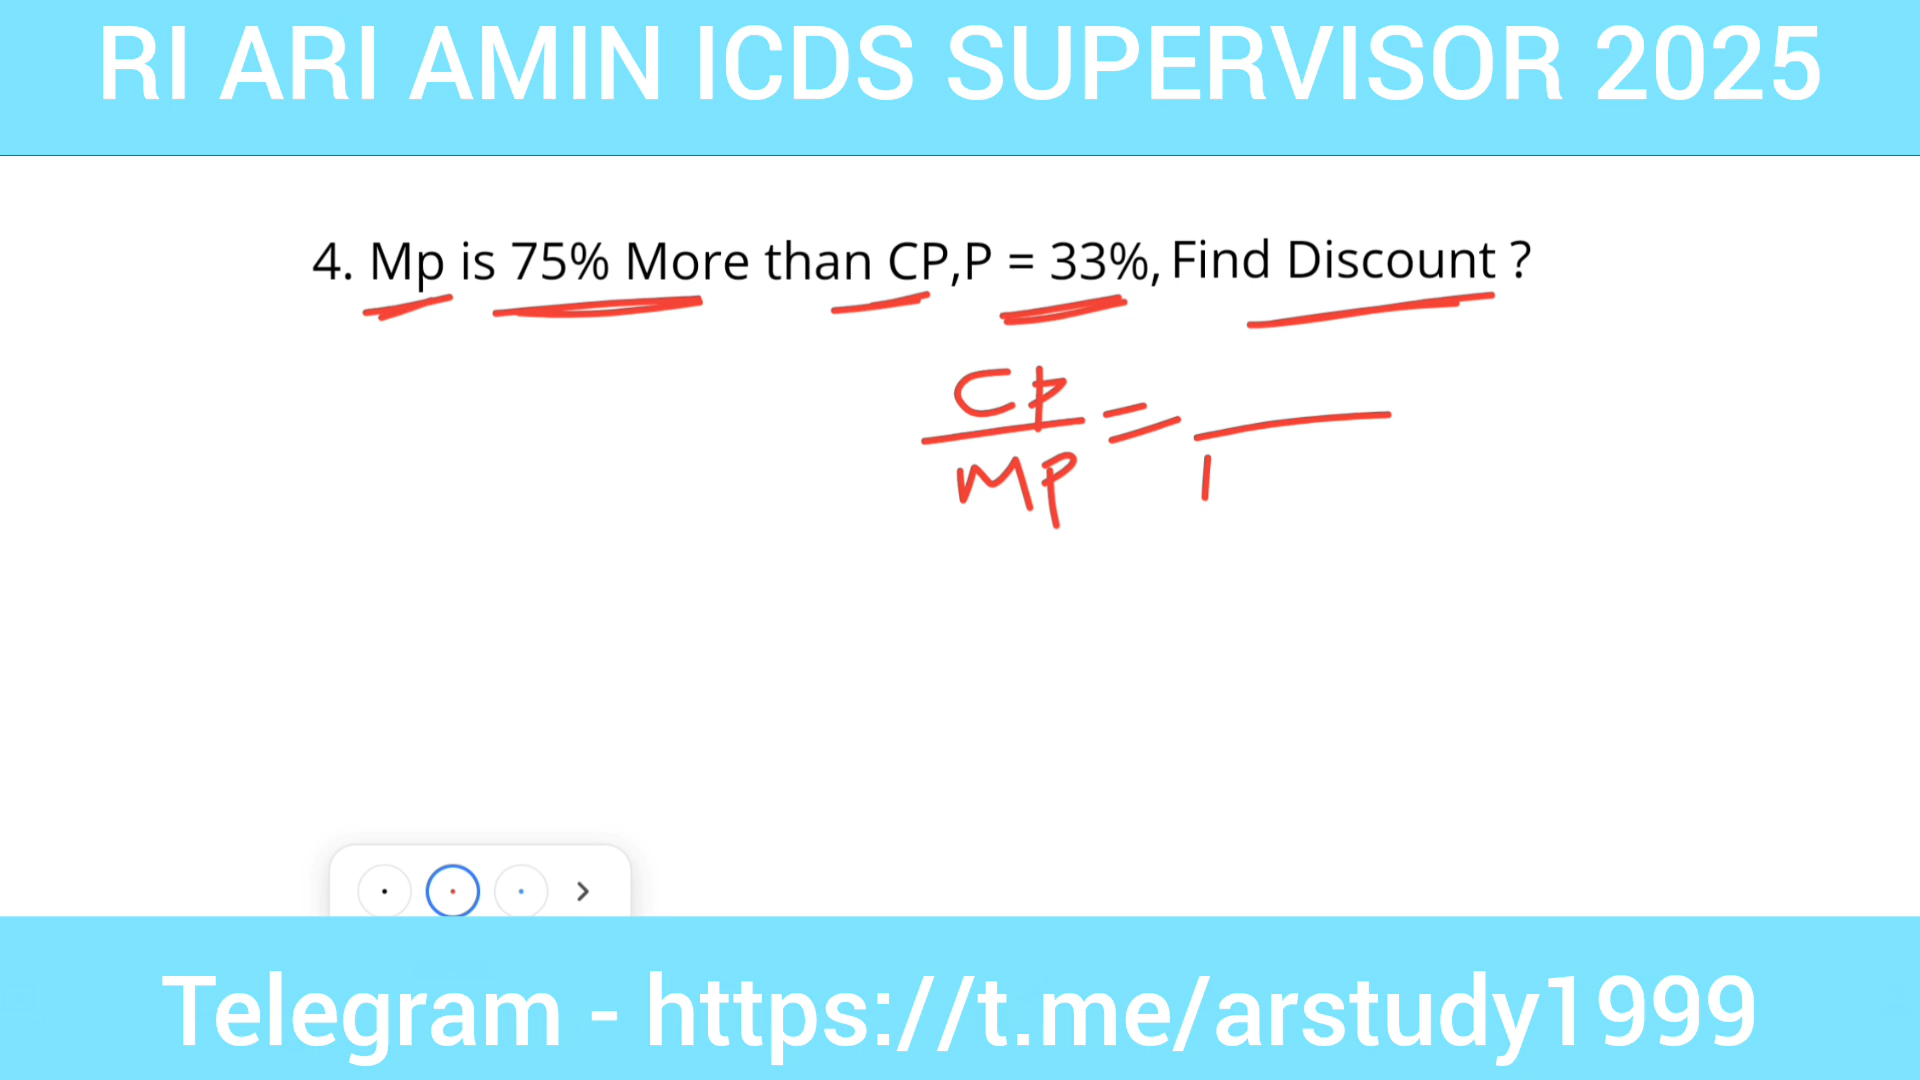 RI ARI AMIN ICDS SUPERVISOR 2025
4. Mp is 75% More than CP,P = 33%, Find Discount ?
CP
MP
=
1
Telegram - https://t.me/arstudy1999